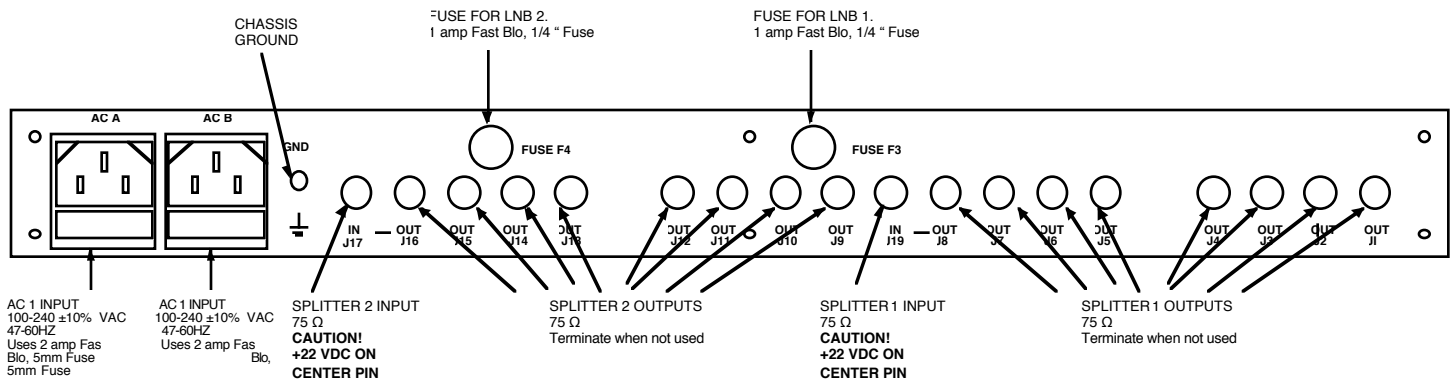 CHASSIS
GROUND
FUSE FOR LNB 2.
1 amp Fast Blo, 1/4 “ Fuse
FUSE FOR LNB 1.
1 amp Fast Blo, 1/4 “ Fuse
AC A
AC B
GND
FUSE F4
FUSE F3
IN
J17
OUT
J16
OUT
J15
OUT
J14
OUT
J13
OUT
J12
OUT
J11
OUT
J10
OUT
J9
IN
J19
OUT
J8
OUT
J7
OUT
J6
OUT
J5
OUT
J4
OUT
J3
OUT
J2
OUT
J1
AC 1 INPUT
100-240 ±10% VAC
47-60HZ
Uses 2 amp Fas
Blo, 5mm Fuse
5mm Fuse
AC 1 INPUT
100-240 ±10% VAC
47-60HZ
Uses 2 amp Fas
Blo,
SPLITTER 2 INPUT
75 Ω
CAUTION!
+22 VDC ON
CENTER PIN
SPLITTER 2 OUTPUTS
75 Ω
Terminate when not used
SPLITTER 1 INPUT
75 Ω
CAUTION!
+22 VDC ON
CENTER PIN
SPLITTER 1 OUTPUTS
75 Ω
Terminate when not used